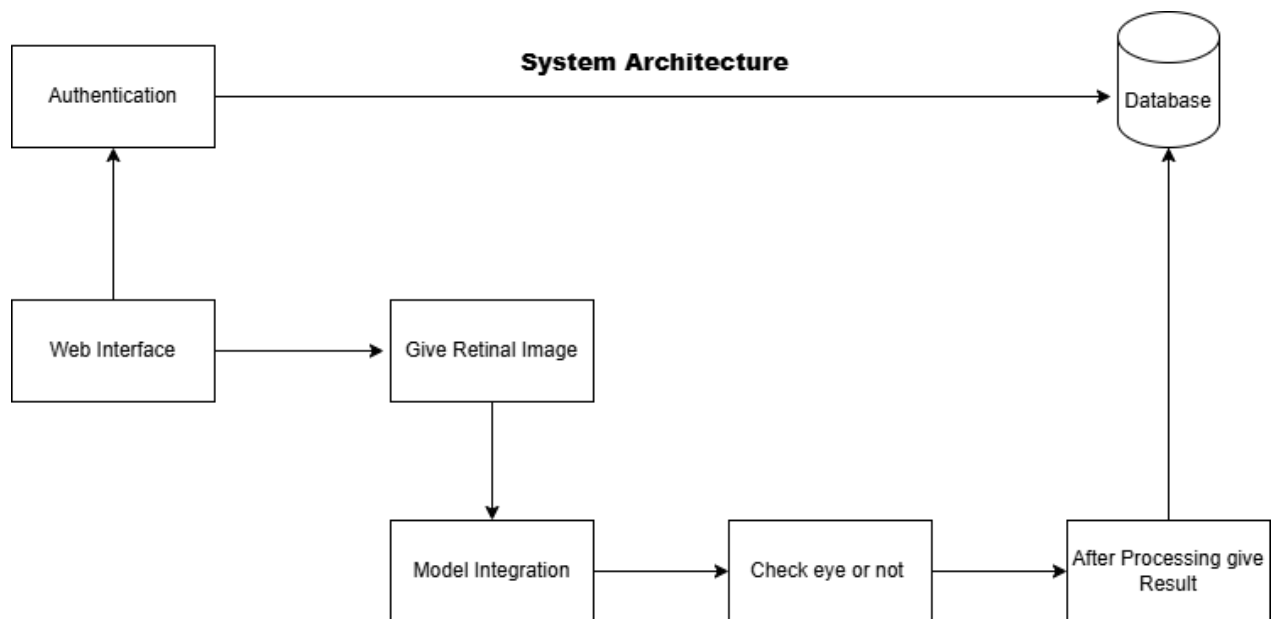 System Architecture
Authentication
Database
Web Interface
Give Retinal Image
Model Integration
Check eye or not
After Processing give
Result